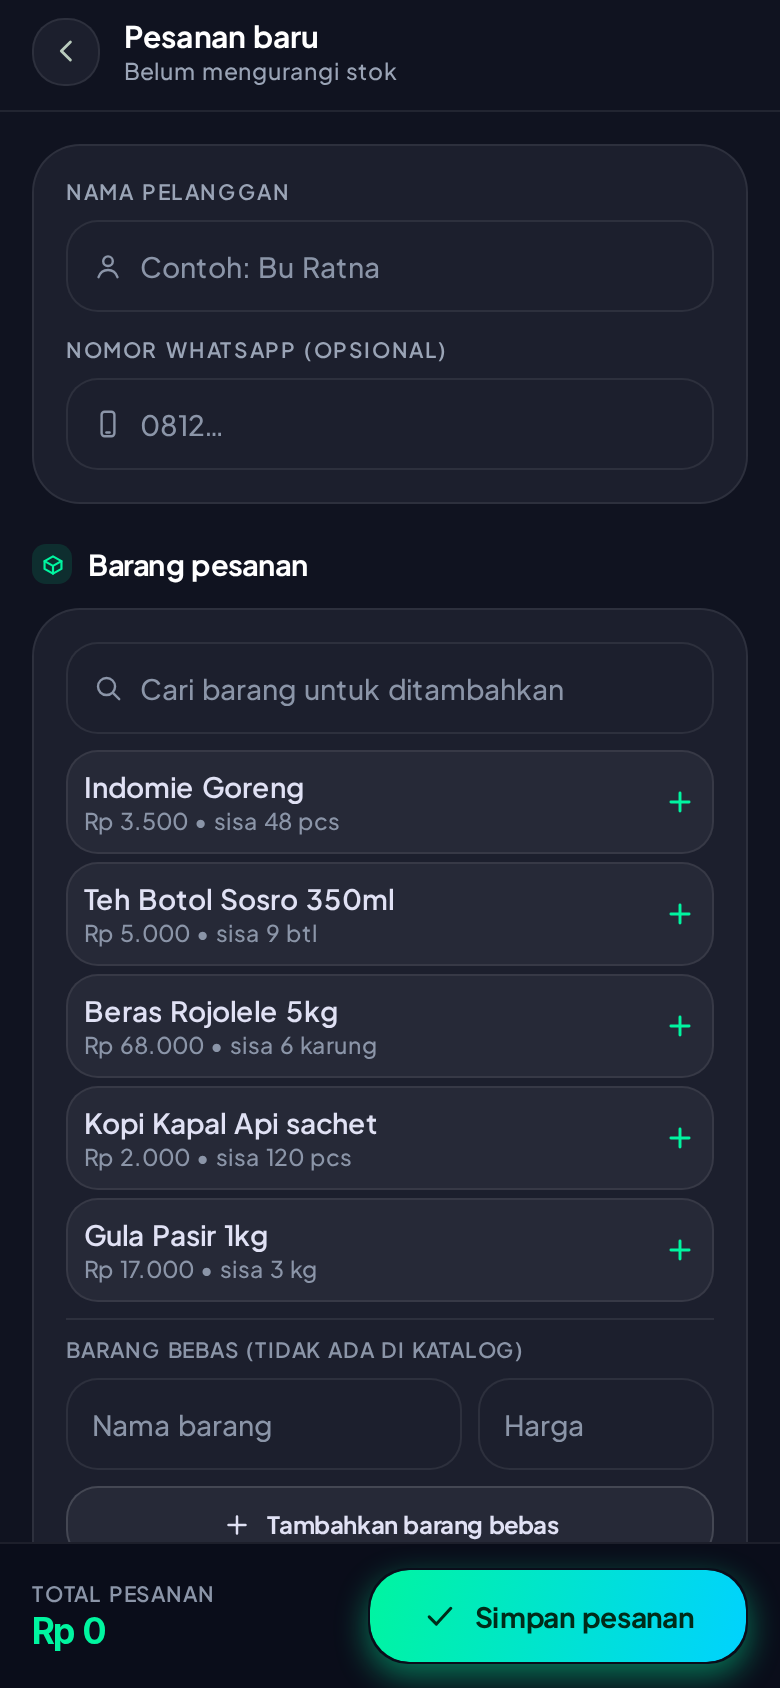 Pesanan baru
Belum mengurangi stok
NAMA PELANGGAN
Contoh: Bu Ratna
NOMOR WHATSAPP (OPSIONAL)
0812...
Barang pesanan
Cari barang untuk ditambahkan
Indomie Goreng
Rp 3.500 • sisa 48 pcs
Teh Botol Sosro 350ml
Rp 5.000 • sisa 9 btl
Beras Rojolele 5kg
Rp 68.000 • sisa 6 karung
Kopi Kapal Api sachet
Rp 2.000 • sisa 120 pcs
Gula Pasir 1kg
Rp 17.000 • sisa 3 kg
BARANG BEBAS (TIDAK ADA DI KATALOG)
Nama barang
Harga
Tambahkan barang bebas
TOTAL PESANAN
Rp 0
Simpan pesanan